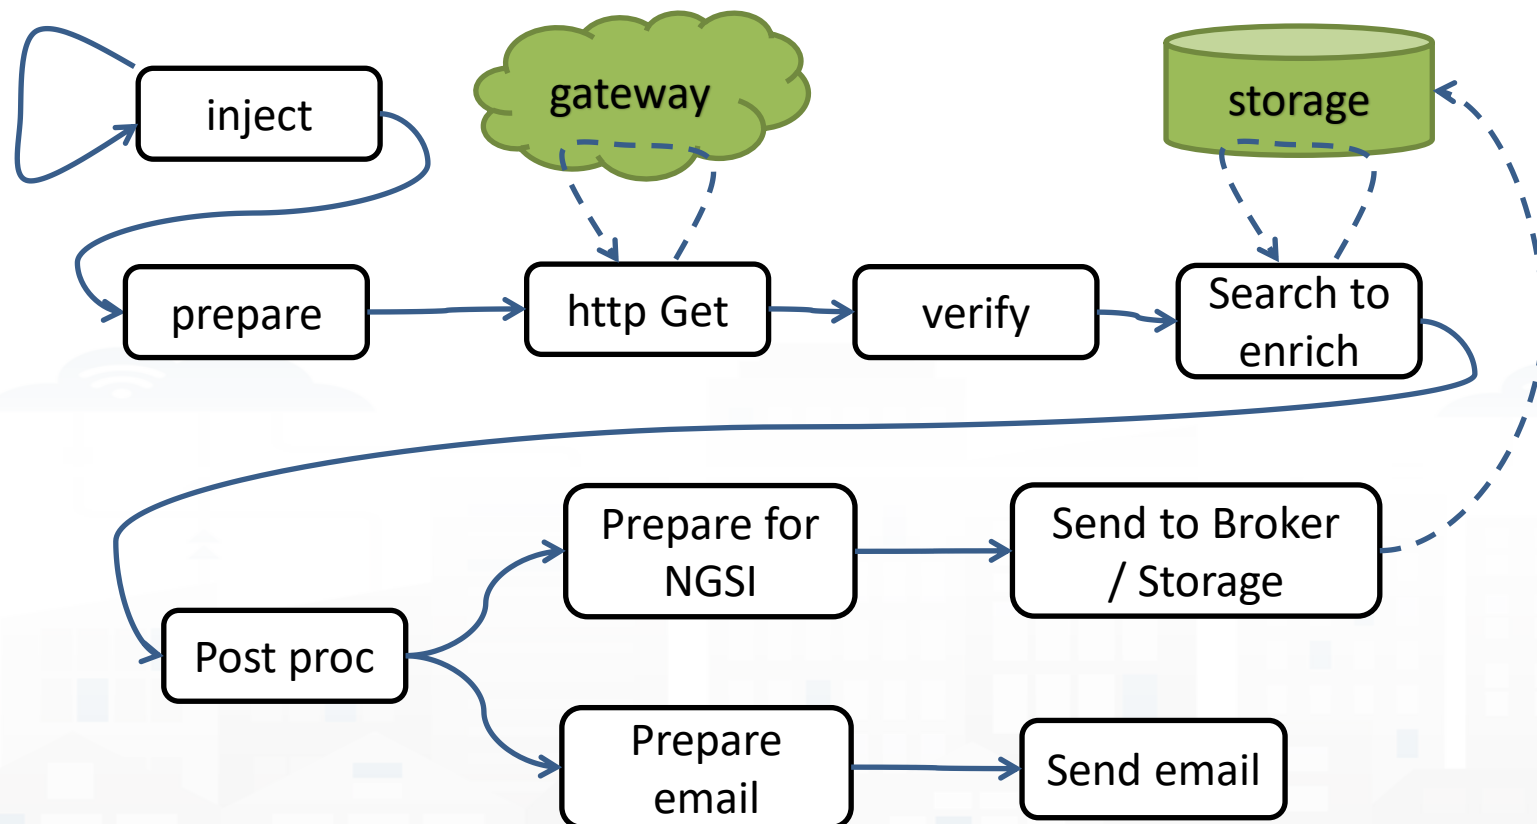 inject
gateway
storage
prepare
http Get
verify
Search to
enrich
Prepare for
NGSI
Send to Broker
/ Storage
Post proc
Prepare
email
Send email